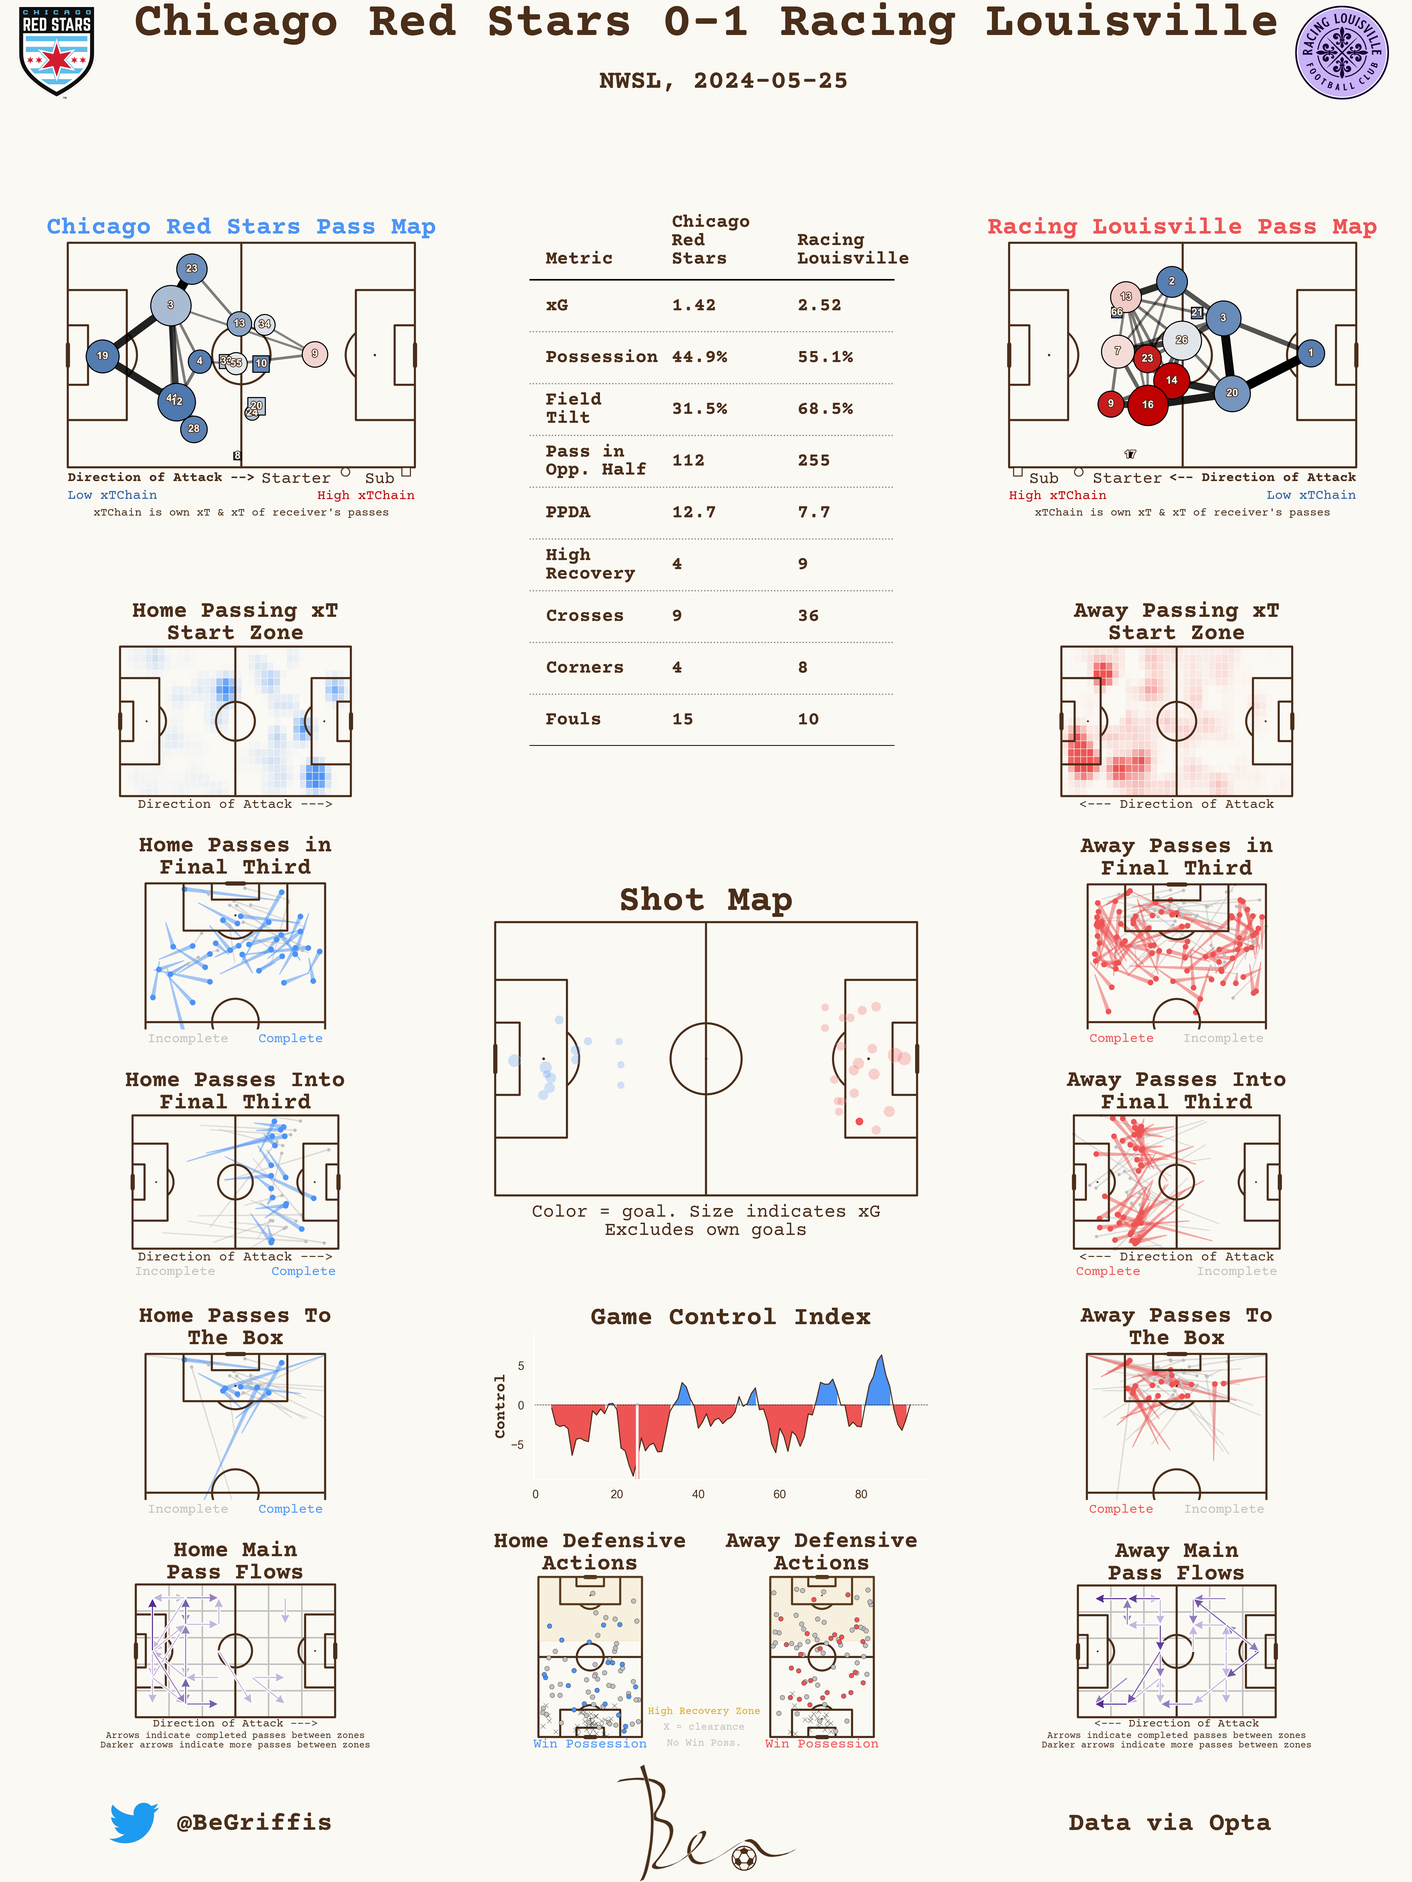 Chicago Red Stars 0-1 Racing Louisville
NWSL, 2024-05-25
CHICAGO
RED STARS
RACING LOUISVILLE
FOOTBALL CLUB
Chicago Red Stars Pass Map
23
3
13
34
19
4
55
10
9
12
20
24
28
8
Direction of Attack --> Starter Sub
Low xTChain High xTChain
xTChain is own xT & xT of receiver's passes
Metric Chicago Red Stars Racing Louisville
xG 1.42 2.52
Possession 44.9% 55.1%
Field Tilt 31.5% 68.5%
Pass in Opp. Half 112 255
PPDA 12.7 7.7
High Recovery 4 9
Crosses 9 36
Corners 4 8
Fouls 15 10
Racing Louisville Pass Map
2
13
66
21
3
7
26
23
1
14
9
16
20
17
Sub Starter <-- Direction of Attack
High xTChain Low xTChain
xTChain is own xT & xT of receiver's passes
Home Passing xT
Start Zone
Direction of Attack --->
Away Passing xT
Start Zone
<--- Direction of Attack
Home Passes in
Final Third
Incomplete Complete
Away Passes in
Final Third
Complete Incomplete
Shot Map
Color = goal. Size indicates xG
Excludes own goals
Home Passes Into
Final Third
Direction of Attack --->
Incomplete Complete
Away Passes Into
Final Third
<--- Direction of Attack
Complete Incomplete
Home Passes To
The Box
Incomplete Complete
Game Control Index
Control
5
0
−5
0 20 40 60 80
Away Passes To
The Box
Complete Incomplete
Home Main
Pass Flows
Direction of Attack --->
Arrows indicate completed passes between zones
Darker arrows indicate more passes between zones
Home Defensive
Actions
Win Possession
Away Defensive
Actions
Win Possession
High Recovery Zone
X = clearance
No Win Poss.
Away Main
Pass Flows
<--- Direction of Attack
Arrows indicate completed passes between zones
Darker arrows indicate more passes between zones
@BeGriffis
Ben
Data via Opta